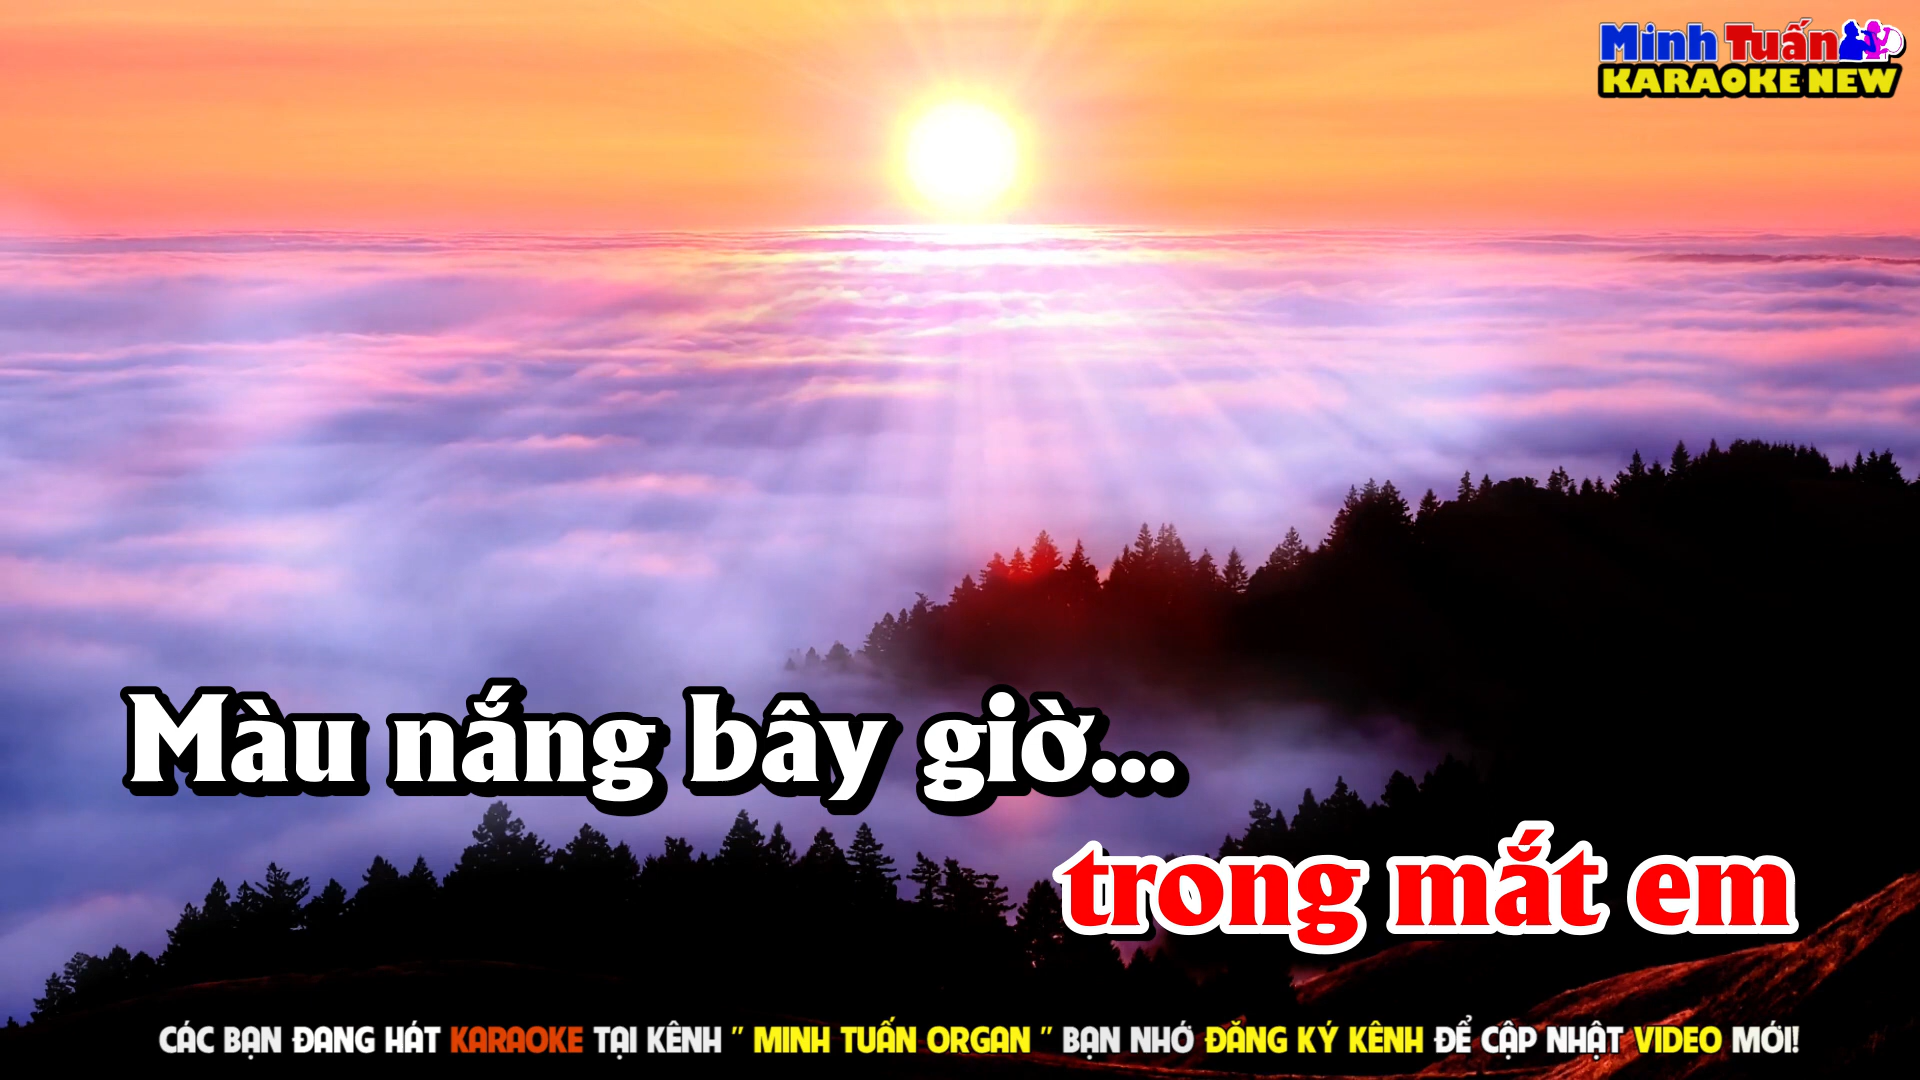 Minh Tuấn
KARAOKE NEW
Màu nắng bây giờ...
trong mắt em
CÁC BẠN ĐANG HÁT KARAOKE TẠI KÊNH " MINH TUẤN ORGAN " BẠN NHỚ ĐĂNG KÝ KÊNH ĐỂ CẬP NHẬT VIDEO MỚI!